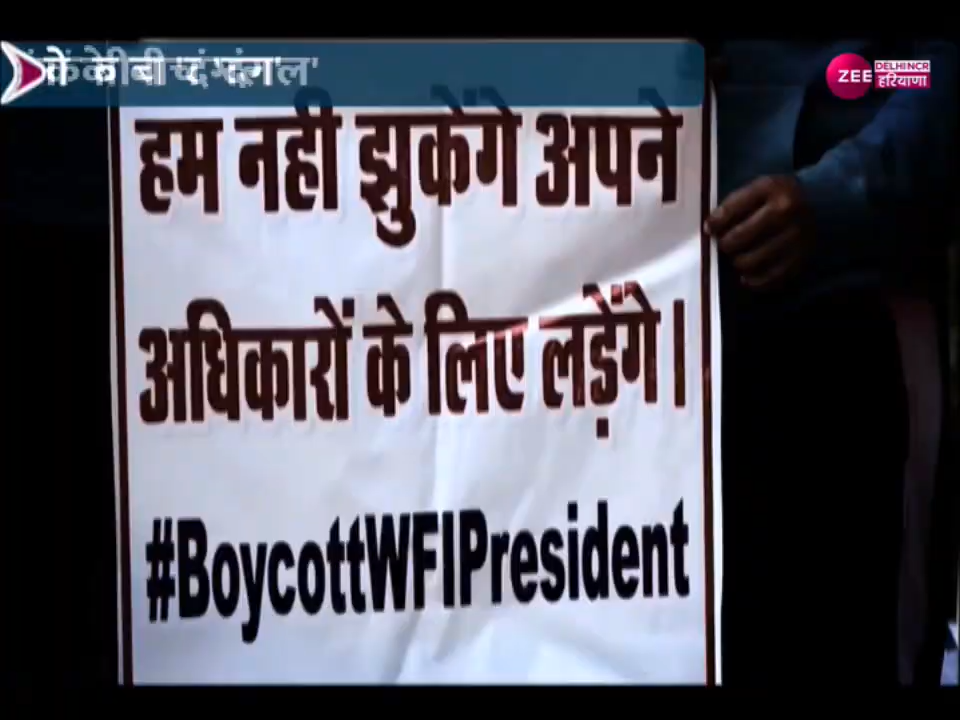 ZEE
DELHI NCR
हरियाणा
हम नही झुकेंगे अपने
अधिकारों के लिए लड़ेंगे।
#BoycottWFIPresident